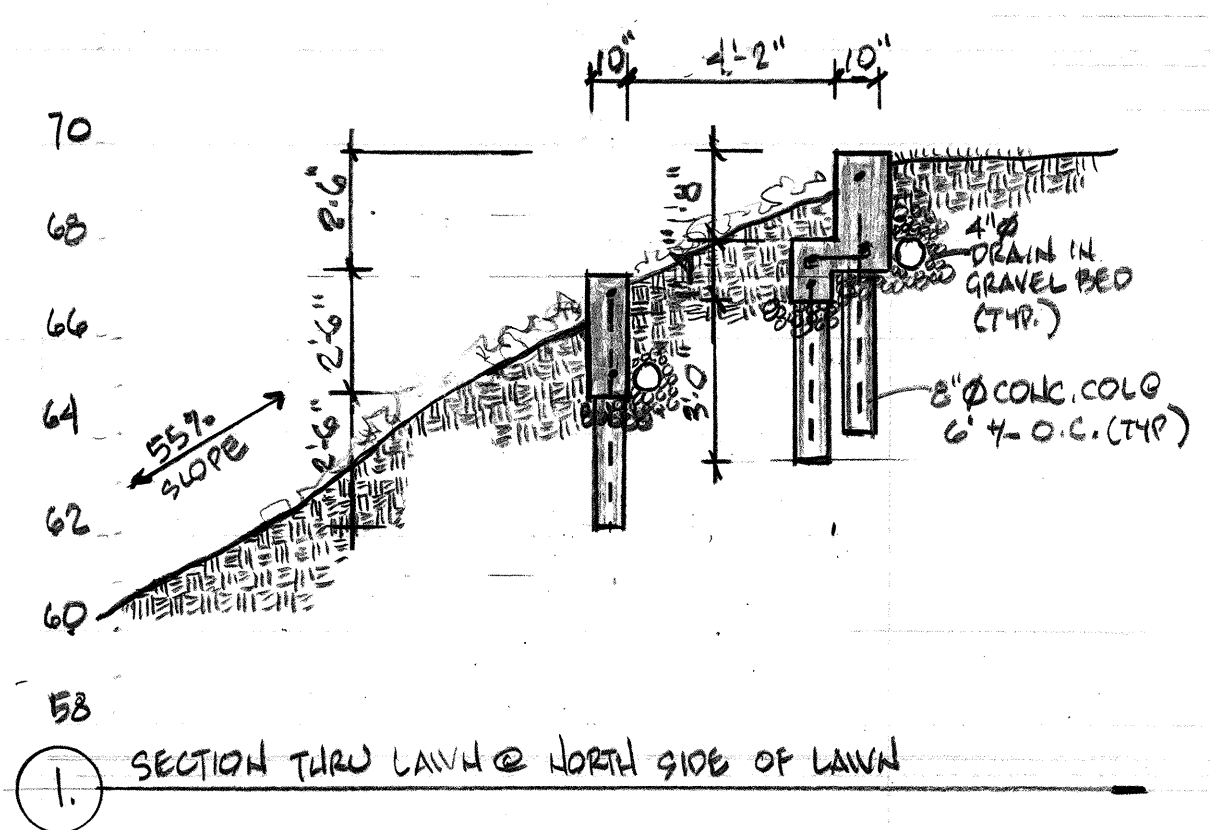 10" 4'-2" 10"
70
2'-6"
1'-8"
68
4"Ø
DRAIN IN
GRAVEL BED
(TYP.)
66
2'-6"
3'-0
64
8"Ø CONC. COL@
6' +/- O.C. (TYP)
55%
SLOPE
2'-6"
62
60
58
1. SECTION THRU LAWN @ NORTH SIDE OF LAWN